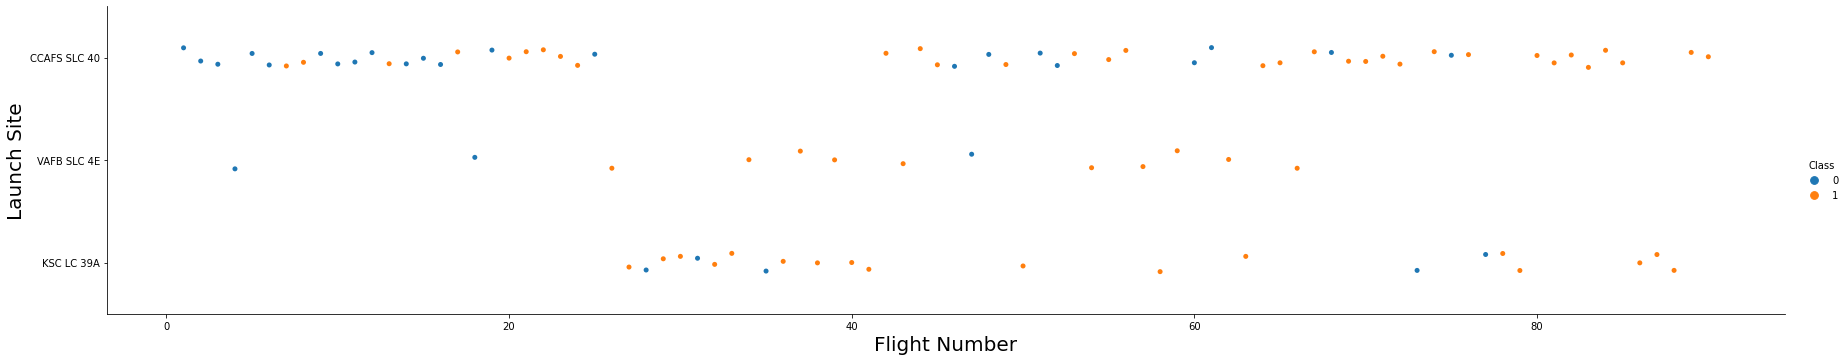 Launch Site
CCAFS SLC 40
VAFB SLC 4E
KSC LC 39A
0
20
40
60
80
Flight Number
Class
0
1